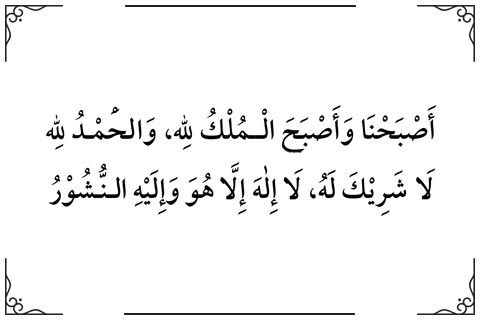 أَصْبَحْنَا وَأَصْبَحَ الْـمُلْكُ لِلهِ، وَالحَمْدُ لِلهِ
لَا شَرِيْكَ لَهُ، لَا إِلٰهَ إِلَّا هُوَ وَإِلَيْهِ النُّشُوْرُ